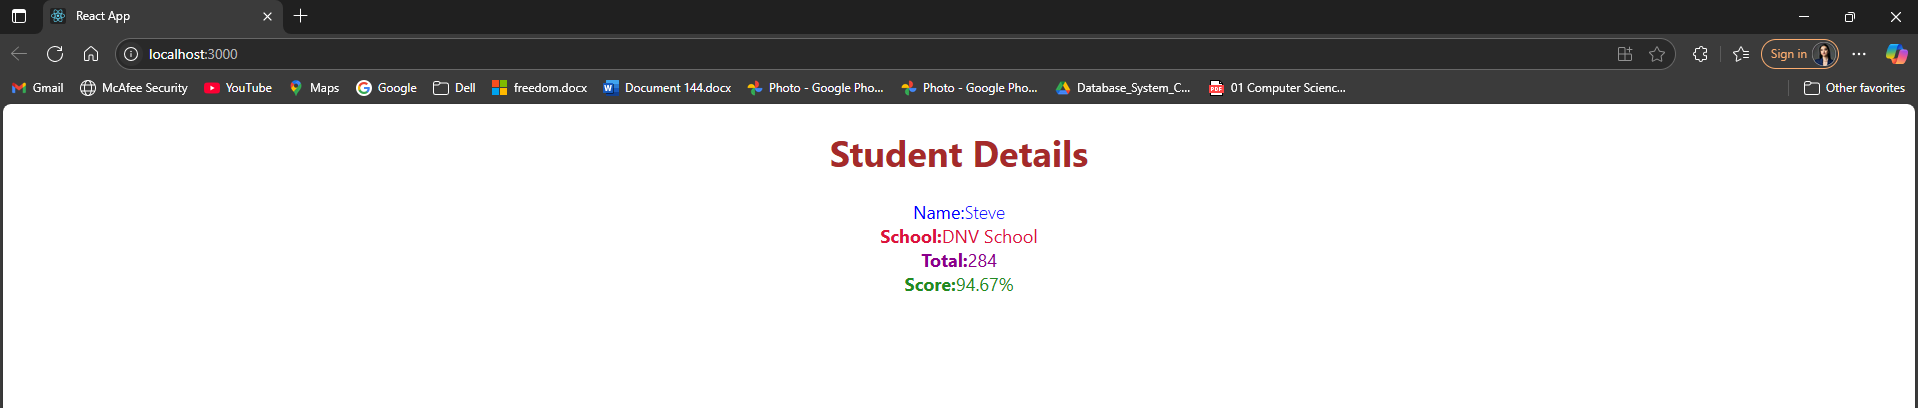 React App
localhost:3000
Sign in
Gmail McAfee Security YouTube Maps Google Dell freedom.docx Document 144.docx Photo - Google Pho... Photo - Google Pho... Database_System_C... PDF 01 Computer Scienc... Other favorites
Student Details
Name:Steve
School:DNV School
Total:284
Score:94.67%